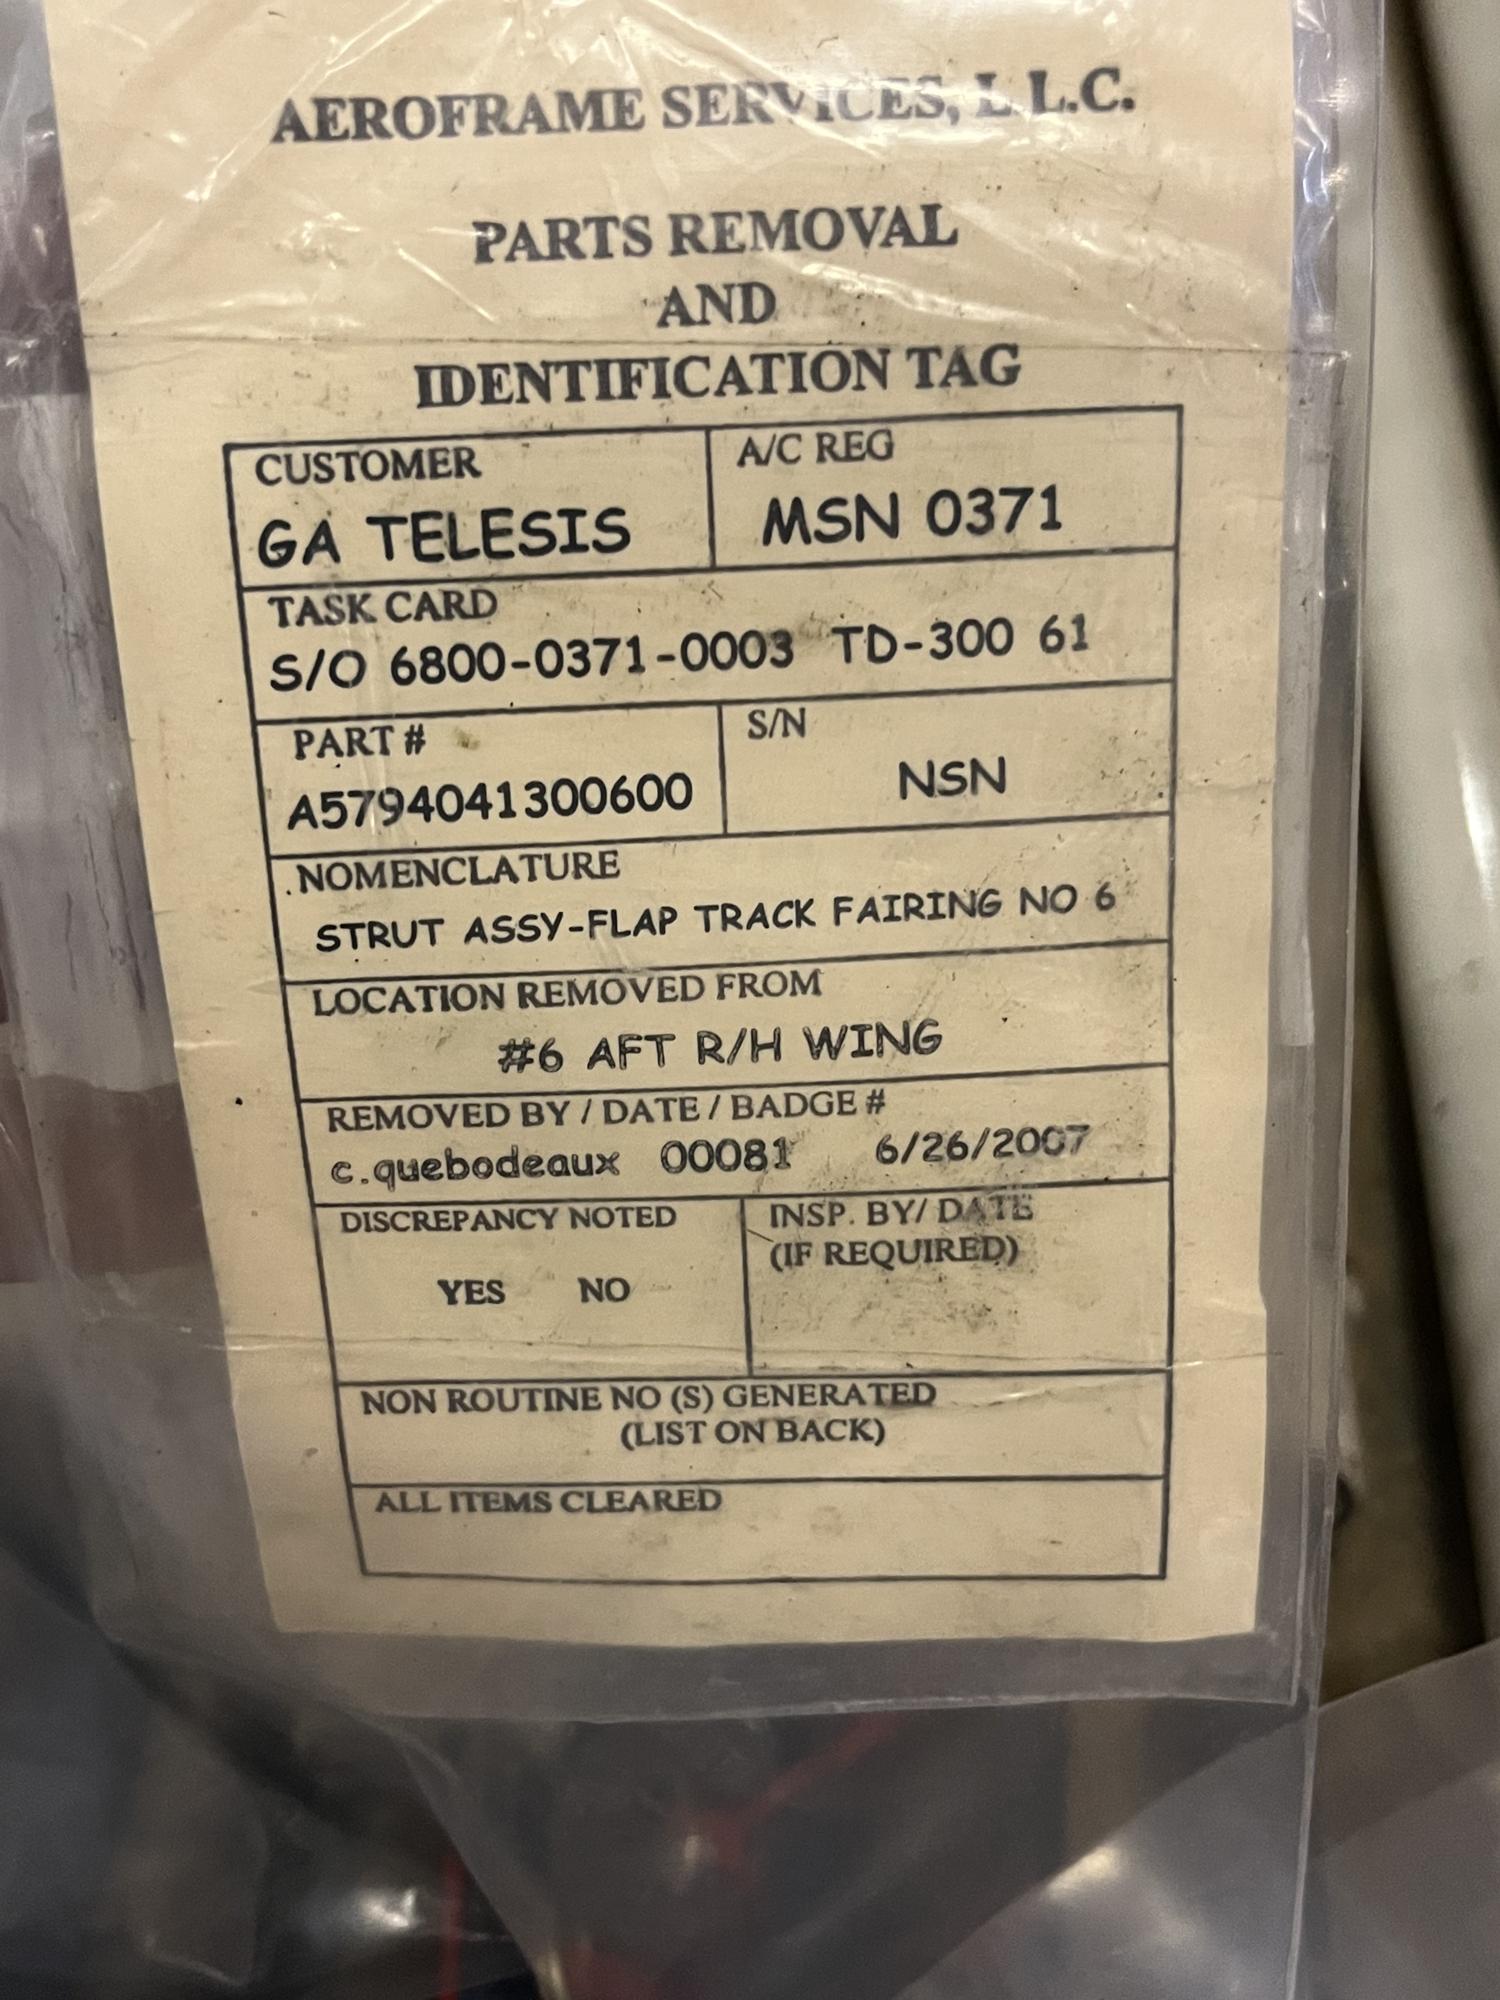 AEROFRAME SERVICES, L.L.C.
PARTS REMOVAL
AND
IDENTIFICATION TAG
CUSTOMER
GA TELESIS
A/C REG
MSN 0371
TASK CARD
S/O 6800-0371-0003 TD-300 61
PART #
A5794041300600
S/N
NSN
NOMENCLATURE
STRUT ASSY-FLAP TRACK FAIRING NO 6
LOCATION REMOVED FROM
#6 AFT R/H WING
REMOVED BY / DATE / BADGE #
c.quebodeaux 00081 6/26/2007
DISCREPANCY NOTED
YES NO
INSP. BY/ DATE
(IF REQUIRED)
NON ROUTINE NO (S) GENERATED
(LIST ON BACK)
ALL ITEMS CLEARED